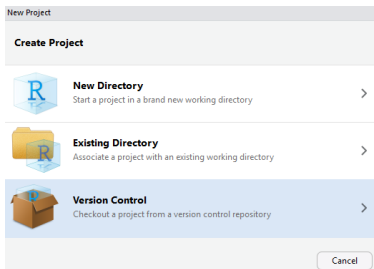 New Project
Create Project
R
New Directory
Start a project in a brand new working directory
R
Existing Directory
Associate a project with an existing working directory
R
Version Control
Checkout a project from a version control repository
Cancel